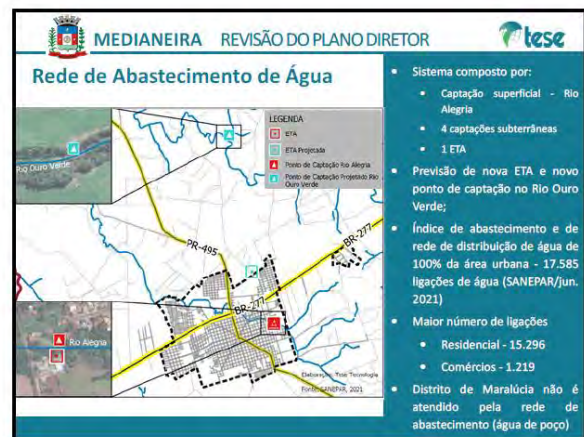 MEDIANEIRA REVISÃO DO PLANO DIRETOR
tese
Rede de Abastecimento de Água
Rio Ouro Verde
LEGENDA
ETA
ETA Projetada
Ponto de Captação Rio Alegria
Ponto de Captação Projetado Rio
Ouro Verde
PR-495
BR-277
BR-277
Rio Alegria
Elaboração: Tese Tecnologia
Fonte: SANEPAR, 2021
• Sistema composto por:
• Captação superficial - Rio
Alegria
• 4 captações subterrâneas
• 1 ETA
• Previsão de nova ETA e novo
ponto de captação no Rio Ouro
Verde;
• Índice de abastecimento e de
rede de distribuição de água de
100% da área urbana - 17.585
ligações de água (SANEPAR/jun.
2021)
• Maior número de ligações
• Residencial - 15.296
• Comércios - 1.219
• Distrito de Maralúcia não é
atendido pela rede de
abastecimento (água de poço)